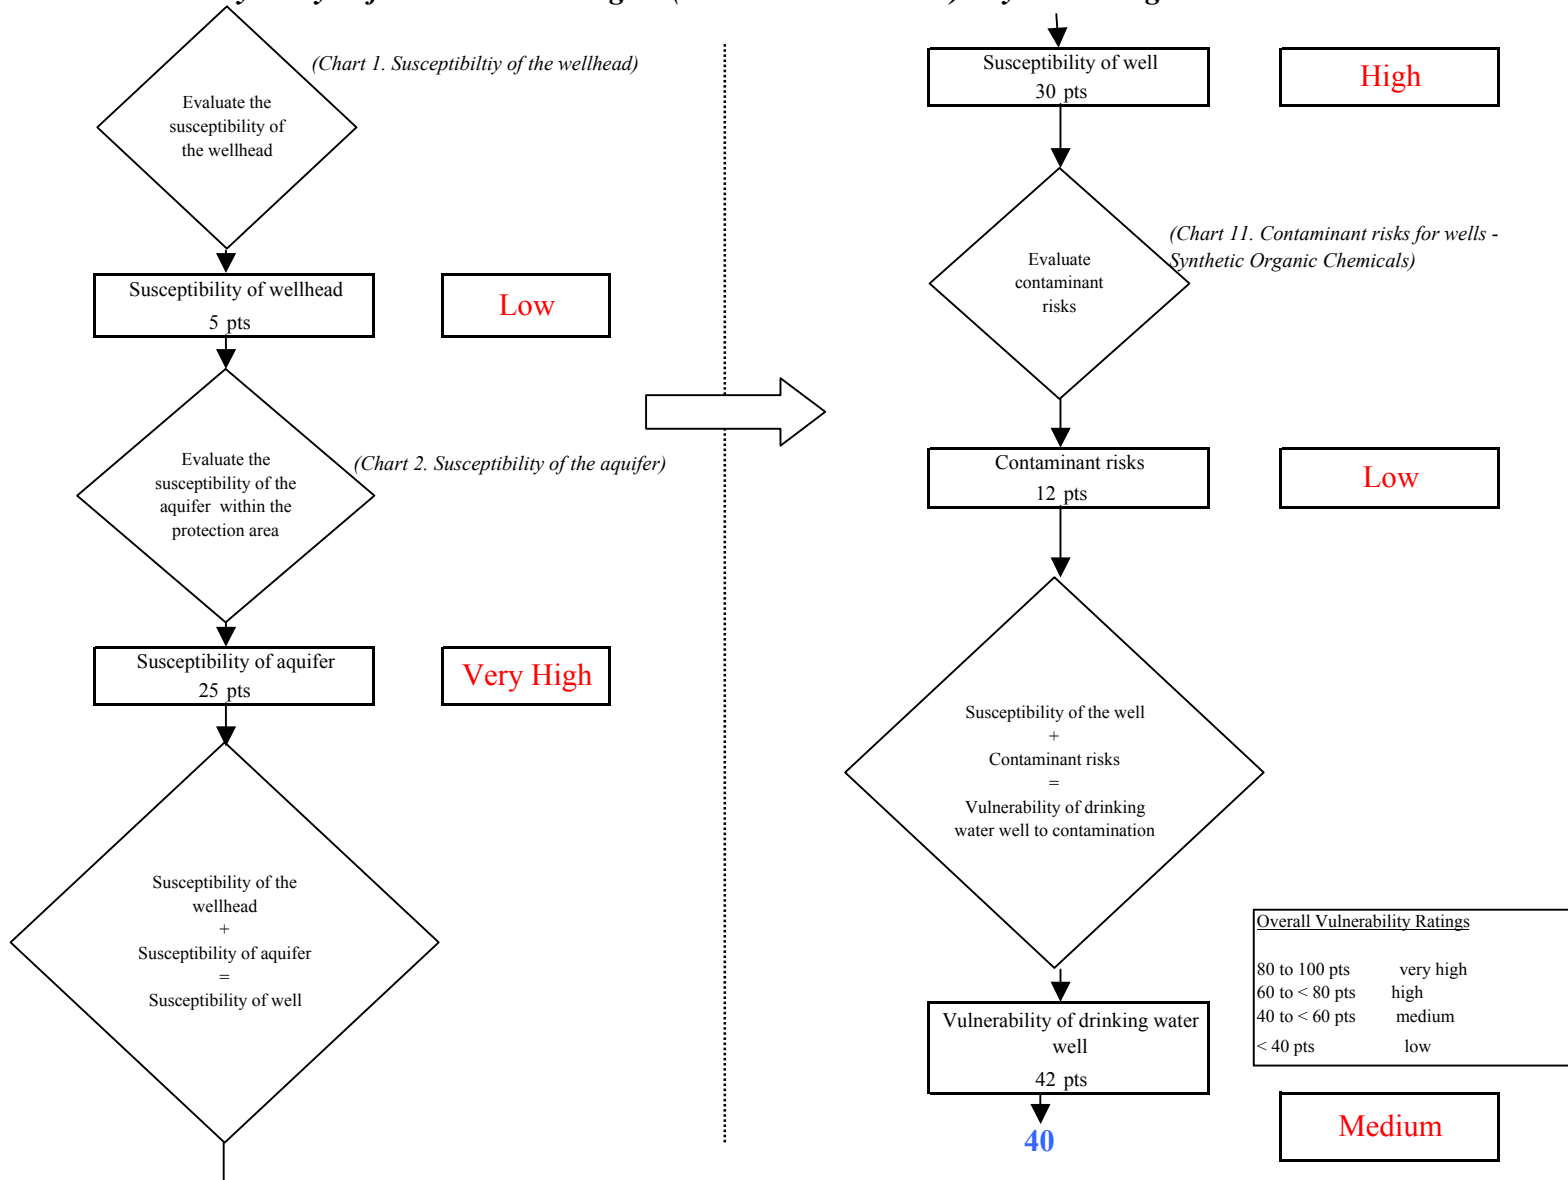 (Chart 1. Susceptibiltiy of the wellhead)
Evaluate the
susceptibility of
the wellhead
Susceptibility of wellhead
5 pts
Low
Evaluate the
susceptibility of the
aquifer within the
protection area
(Chart 2. Susceptibility of the aquifer)
Susceptibility of aquifer
25 pts
Very High
Susceptibility of the
wellhead
+
Susceptibility of aquifer
=
Susceptibility of well
Susceptibility of well
30 pts
High
Evaluate
contaminant
risks
(Chart 11. Contaminant risks for wells -
Synthetic Organic Chemicals)
Contaminant risks
12 pts
Low
Susceptibility of the well
+
Contaminant risks
=
Vulnerability of drinking
water well to contamination
Overall Vulnerability Ratings
80 to 100 pts very high
60 to < 80 pts high
40 to < 60 pts medium
< 40 pts low
Vulnerability of drinking water
well
42 pts
40
Medium